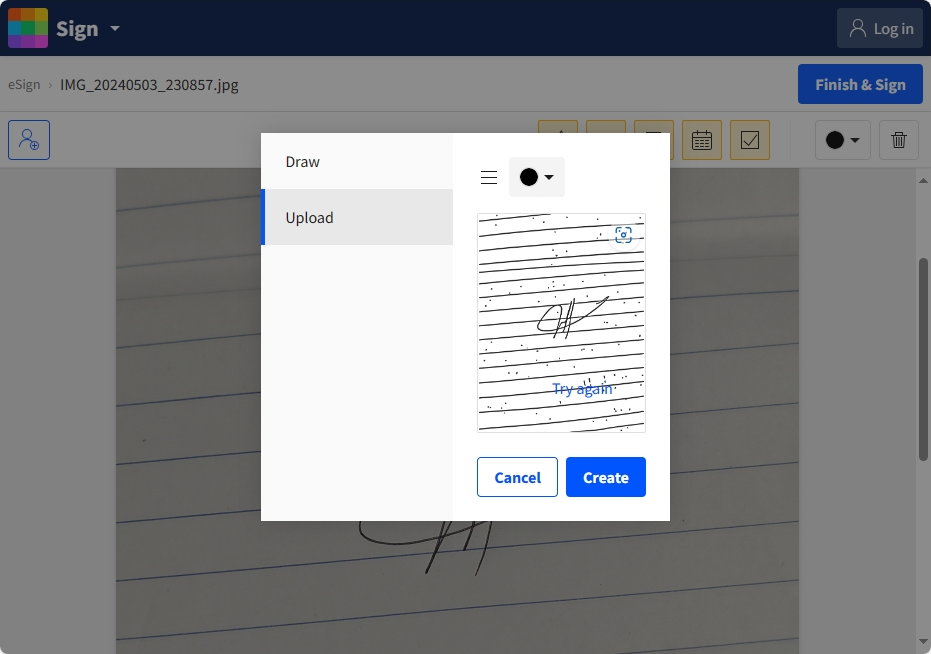 Sign
Log in
eSign › IMG_20240503_230857.jpg
Finish & Sign
Draw
Upload
Try again
Cancel
Create